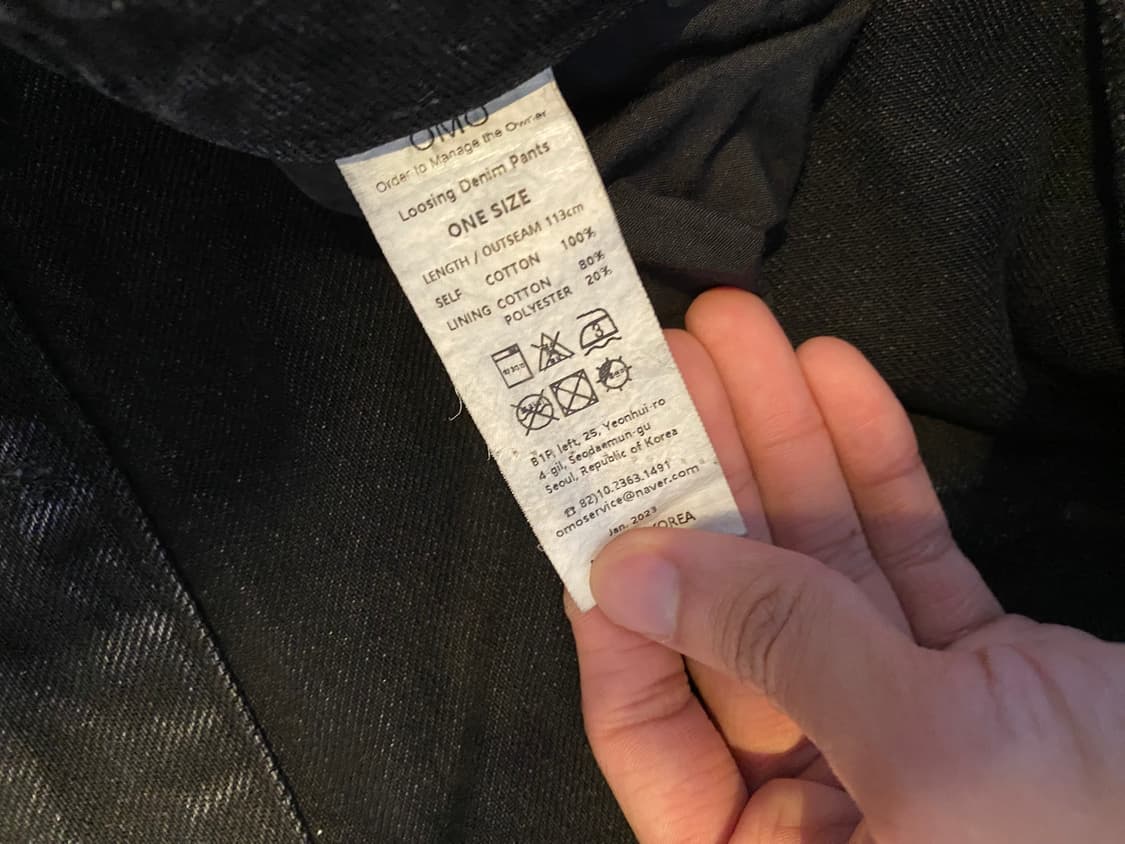 OMO
Order to Manage the Owner
Loosing Denim Pants
ONE SIZE
LENGTH / OUTSEAM 113cm
SELF COTTON 100%
LINING COTTON 80%
POLYESTER 20%
3
B1F, left, 25, Yeonhui-ro
4-gil, Seodaemun-gu
Seoul, Republic of Korea
☎ 82)10.2363.1491
omoservice@naver.com
Jan. 2023
KOREA